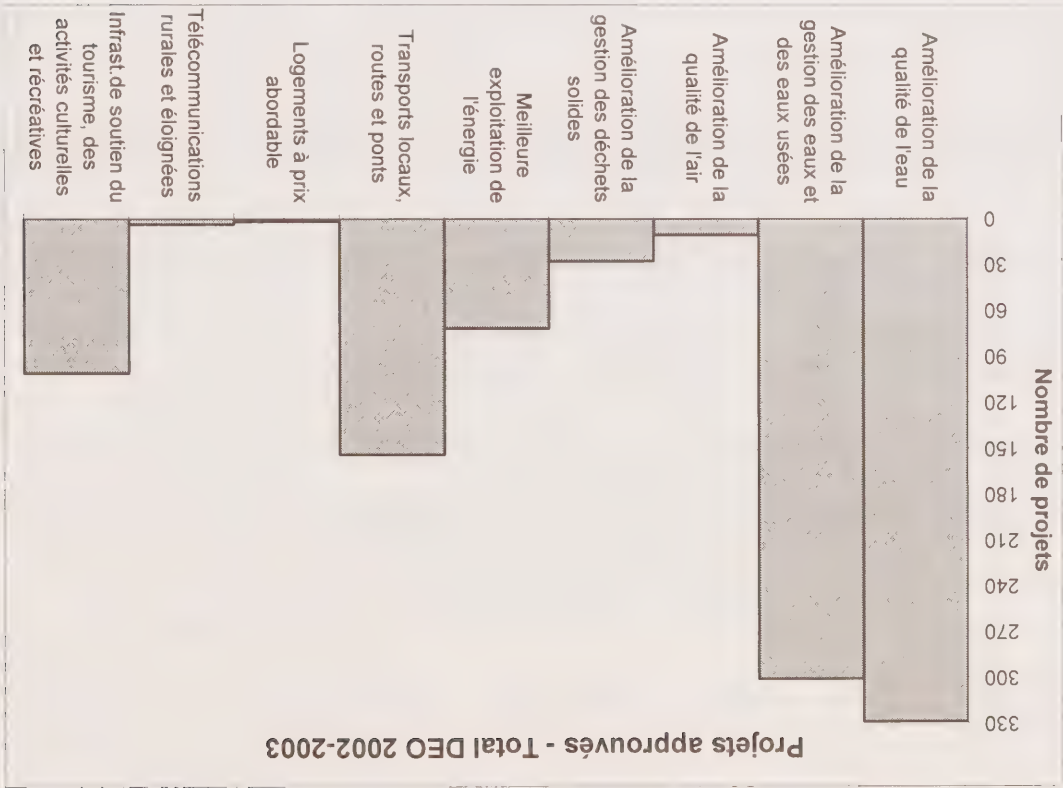 Projets approuvés - Total DEO 2002-2003
Nombre de projets
330
300
270
240
210
180
150
120
90
60
30
0
Amélioration de la
qualité de l'eau
Amélioration de la
gestion des eaux et
des eaux usées
Amélioration de la
qualité de l'air
Amélioration de la
gestion des déchets
solides
Meilleure
exploitation de
l'énergie
Transports locaux,
routes et ponts
Logements à prix
abordable
Télécommunications
rurales et éloignées
Infrast.de soutien du
tourisme, des
activités culturelles
et récréatives